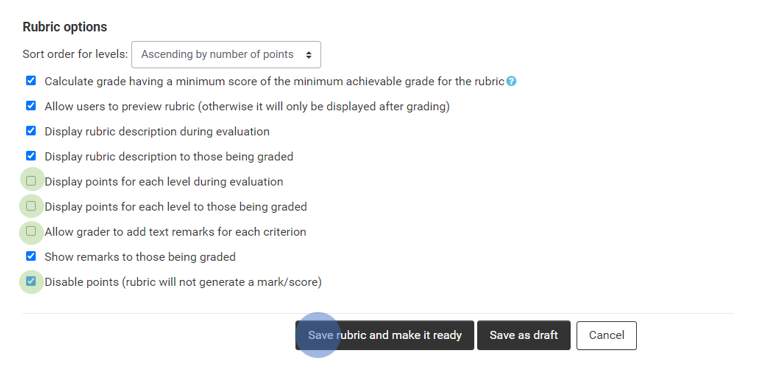 Rubric options
Sort order for levels: Ascending by number of points
Calculate grade having a minimum score of the minimum achievable grade for the rubric ?
Allow users to preview rubric (otherwise it will only be displayed after grading)
Display rubric description during evaluation
Display rubric description to those being graded
Display points for each level during evaluation
Display points for each level to those being graded
Allow grader to add text remarks for each criterion
Show remarks to those being graded
Disable points (rubric will not generate a mark/score)
Save rubric and make it ready Save as draft Cancel